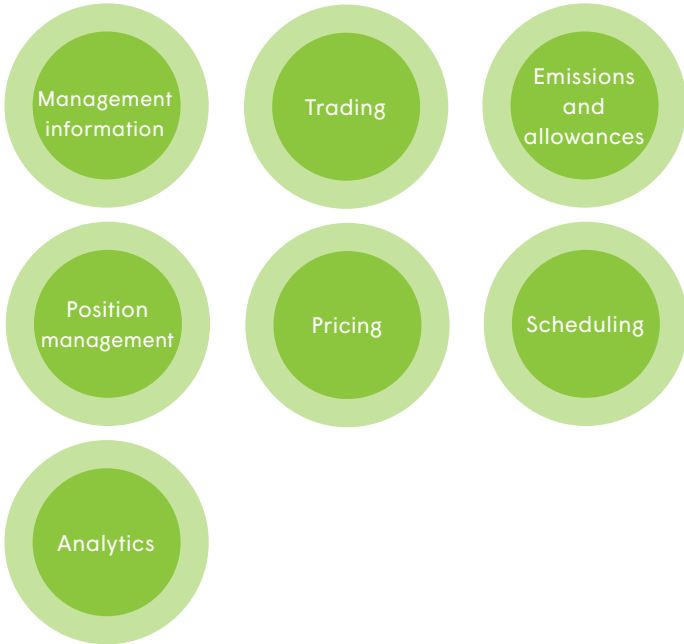 Management
information
Trading
Emissions
and
allowances
Position
management
Pricing
Scheduling
Analytics